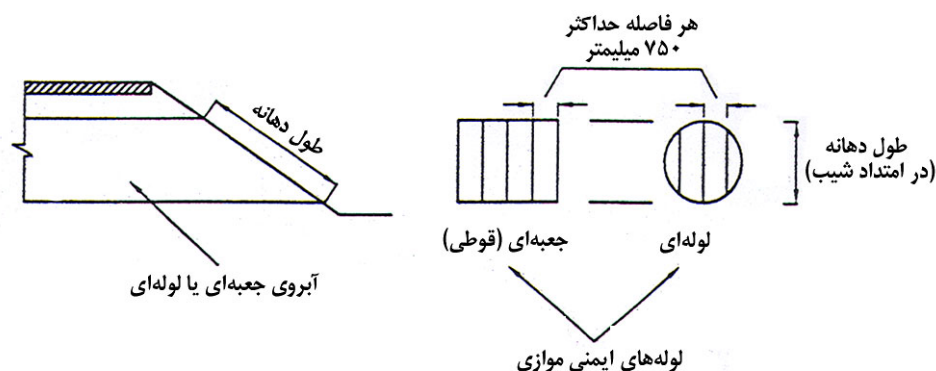 هر فاصله حداکثر
۷۵۰ میلیمتر
طول دهانه
طول دهانه
(در امتداد شیب)
جعبه‌ای (قوطی)
لوله‌ای
آبروی جعبه‌ای یا لوله‌ای
لوله‌های ایمنی موازی